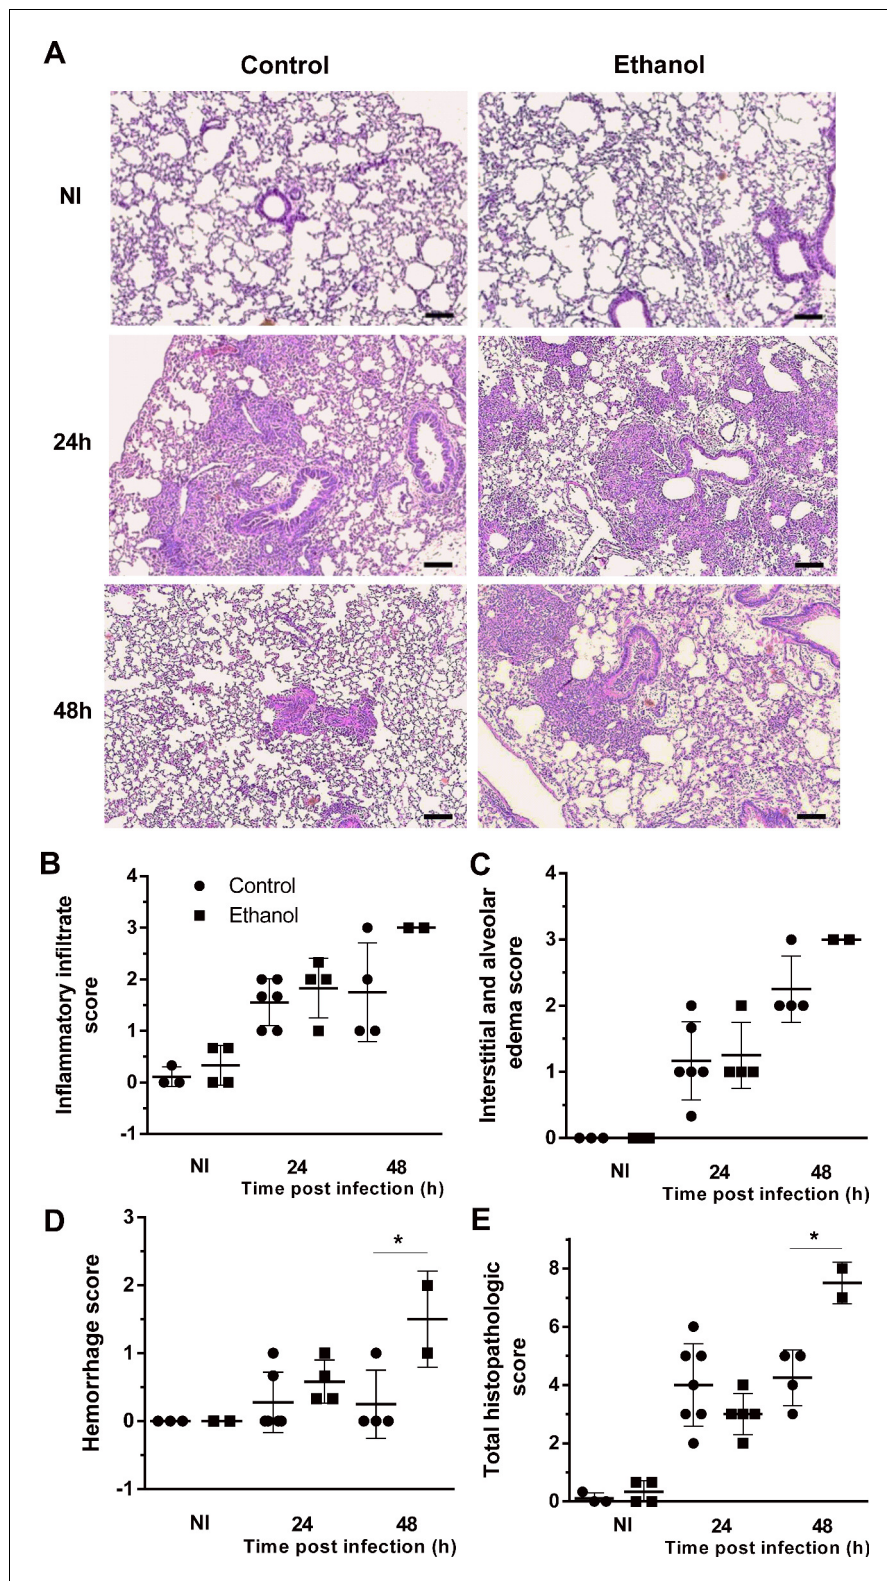 A
Control
Ethanol
NI
24h
48h
B
Control
Ethanol
Inflammatory infiltrate
score
4
3
2
1
0
-1
NI
24
48
Time post infection (h)
C
Interstitial and alveolar
edema score
4
3
2
1
0
NI
24
48
Time post infection (h)
D
Hemorrhage score
3
2
1
0
-1
*
NI
24
48
Time post infection (h)
E
Total histopathologic
score
8
6
4
2
0
*
NI
24
48
Time post infection (h)